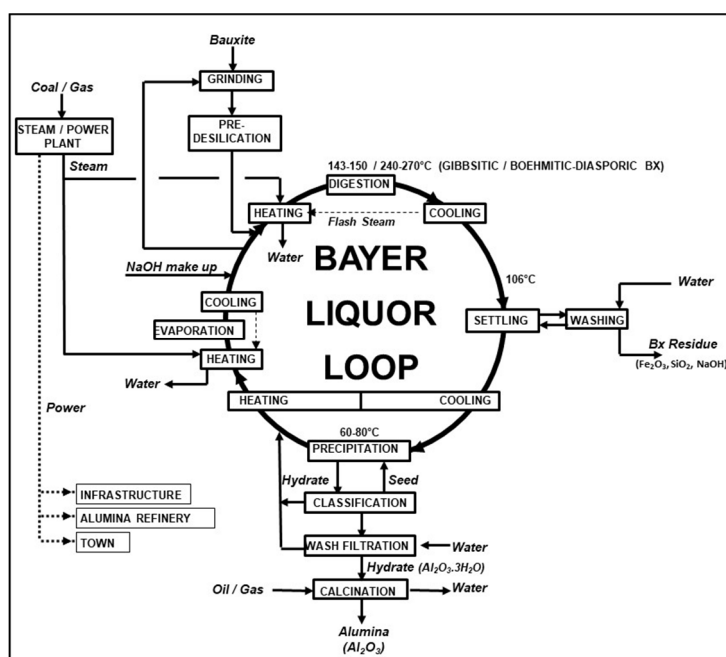 Bauxite
GRINDING
Coal / Gas
STEAM / POWER
PLANT
PRE-
DESILICATION
Steam
143-150 / 240-270°C (GIBBSITIC / BOEHMITIC-DIASPORIC BX)
DIGESTION
HEATING
COOLING
Flash Steam
Water
BAYER
LIQUOR
LOOP
NaOH make up
106°C
COOLING
EVAPORATION
HEATING
Water
SETTLING
WASHING
Water
Bx Residue
(Fe₂O₃, SiO₂, NaOH)
HEATING
COOLING
Power
60-80°C
PRECIPITATION
Hydrate
Seed
CLASSIFICATION
INFRASTRUCTURE
ALUMINA REFINERY
TOWN
WASH FILTRATION
Water
Hydrate (Al₂O₃.3H₂O)
Oil / Gas
CALCINATION
Water
Alumina
(Al₂O₃)